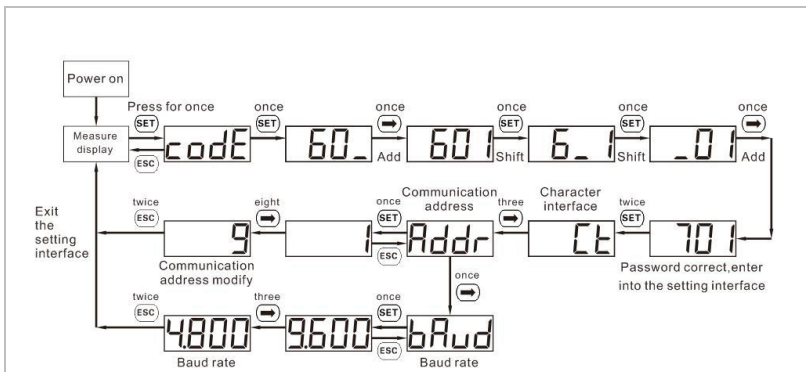 Power on
Press for once
once
once
once
once
once
SET
SET
➡
SET
SET
➡
Measure
display
codE
60_
601
6_1
_01
ESC
Add
Shift
Shift
Add
Exit
the
setting
interface
twice
ESC
eight
➡
once
SET
Communication
address
three
➡
Character
interface
twice
SET
9
1
ESC
Addr
Ct
701
Communication
address modify
Password correct,enter
into the setting interface
once
➡
twice
ESC
three
➡
once
SET
4.800
9.600
ESC
bAud
Baud rate
Baud rate